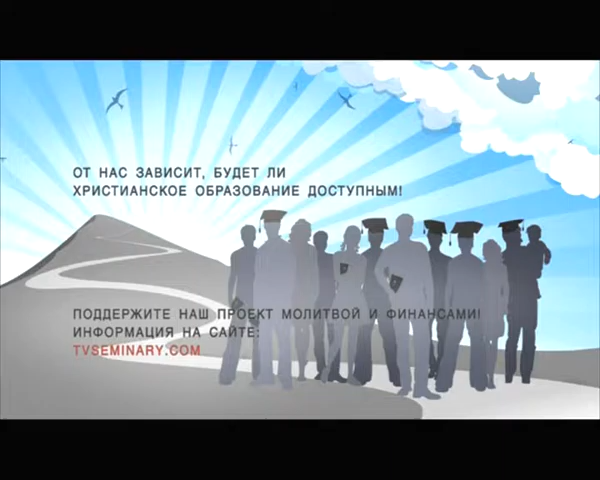 ОТ НАС ЗАВИСИТ, БУДЕТ ЛИ
ХРИСТИАНСКОЕ ОБРАЗОВАНИЕ ДОСТУПНЫМ!
ПОДДЕРЖИТЕ НАШ ПРОЕКТ МОЛИТВОЙ И ФИНАНСАМИ!
ИНФОРМАЦИЯ НА САЙТЕ:
TVSEMINARY.COM